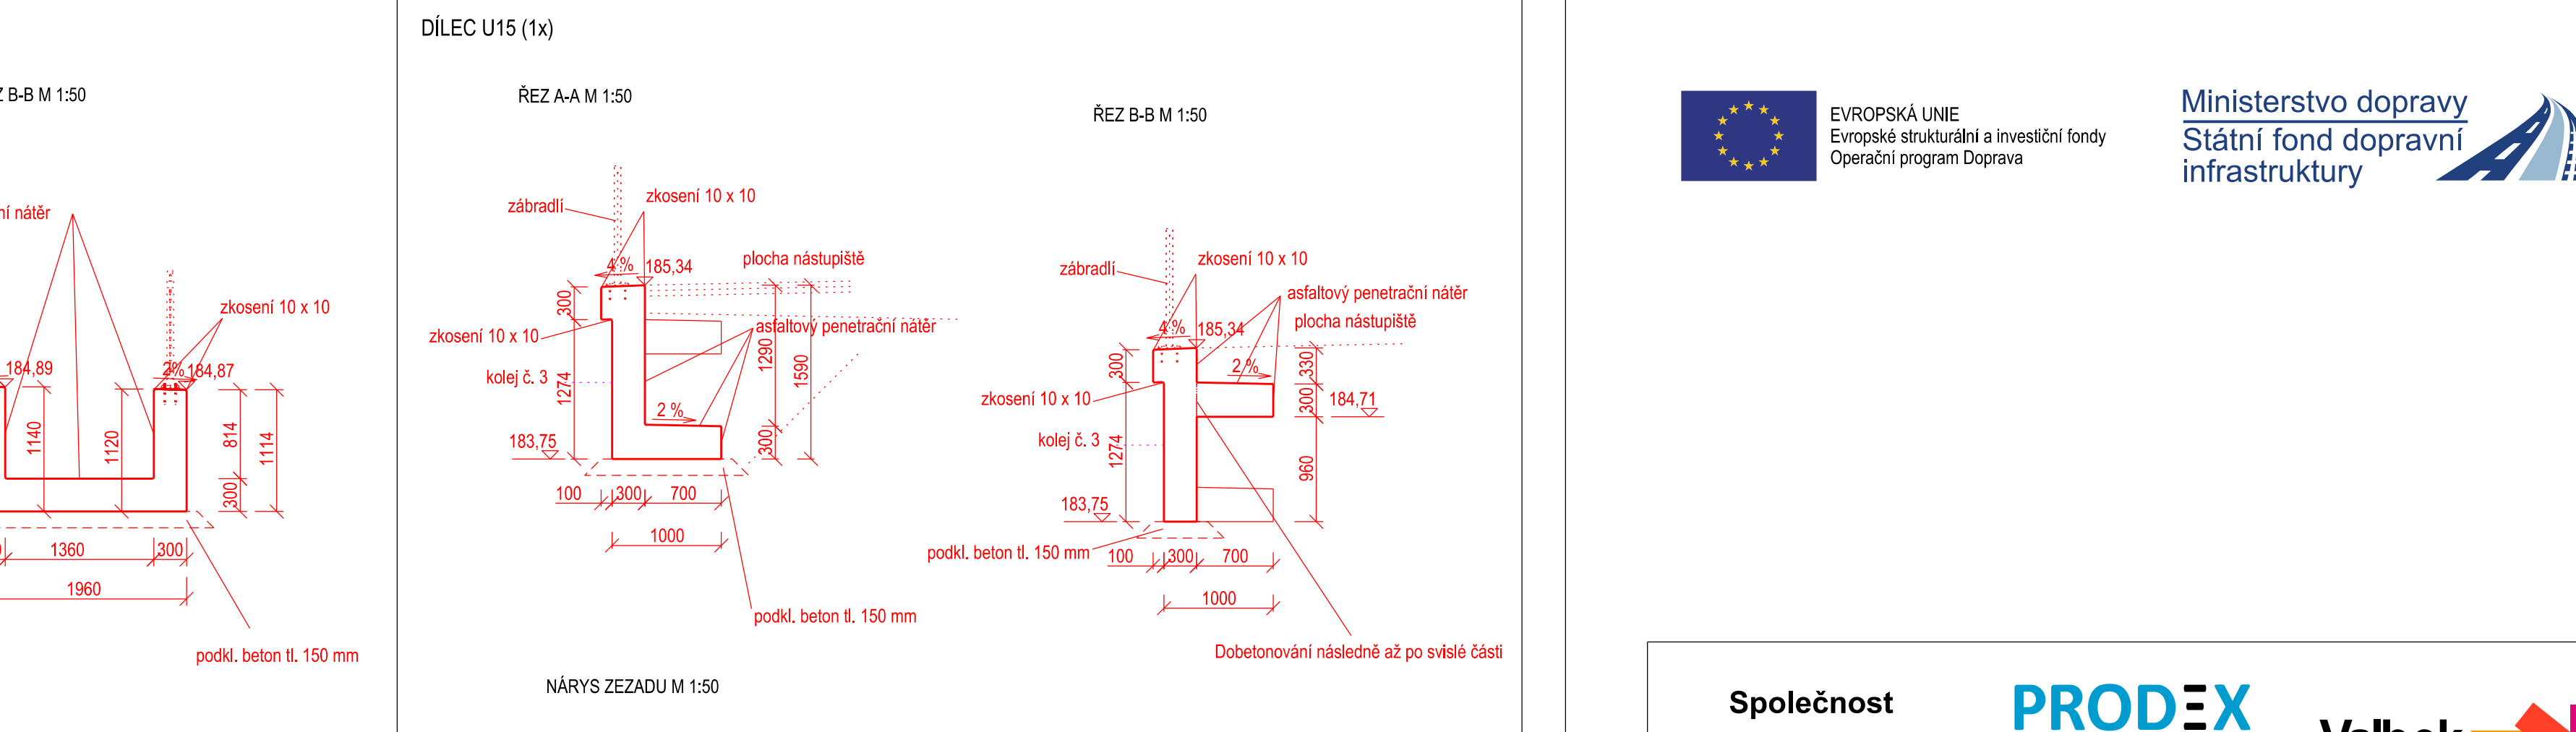 B-B M 1:50
nátěr
zkosení 10 x 10
184,89
2%
184,87
1140
1120
814
1114
300
1360
300
1960
podkl. beton tl. 150 mm
DÍLEC U15 (1x)
ŘEZ A-A M 1:50
zábradlí
zkosení 10 x 10
4 %
185,34
plocha nástupiště
300
zkosení 10 x 10
asfaltový penetrační nátěr
1290
1590
kolej č. 3
1274
2 %
183,75
300
100
300
700
1000
podkl. beton tl. 150 mm
NÁRYS ZEZADU M 1:50
ŘEZ B-B M 1:50
zábradlí
zkosení 10 x 10
asfaltový penetrační nátěr
4 %
185,34
plocha nástupiště
300
2 %
330
zkosení 10 x 10
300
184,71
kolej č. 3
1274
960
183,75
podkl. beton tl. 150 mm
100
300
700
1000
Dobetonování následně až po svislé části
EVROPSKÁ UNIE
Evropské strukturální a investiční fondy
Operační program Doprava
Ministerstvo dopravy
Státní fond dopravní
infrastruktury
Společnost
PRODEX
Valbek